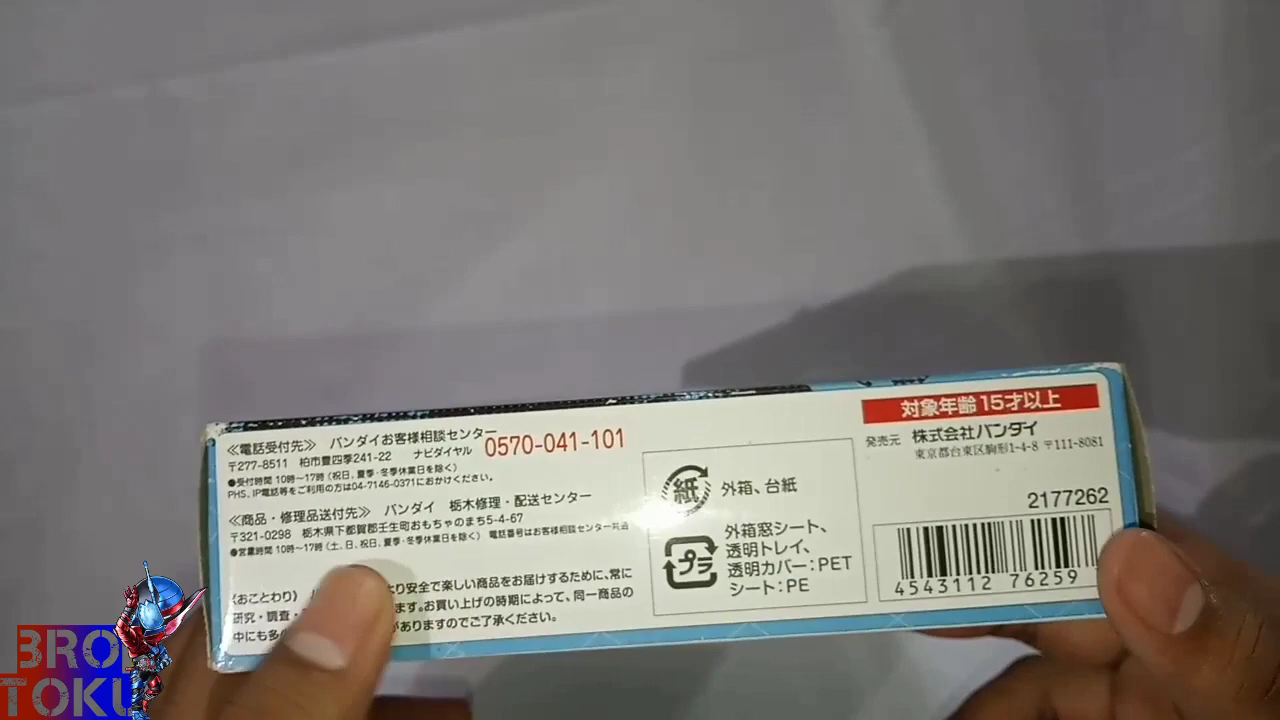 ≪電話受付先≫ バンダイお客様相談センター 0570-041-101
〒277-8511 柏市豊四季241-22 ナビダイヤル
●受付時間 10時〜17時 (祝日、夏季・冬季休業日を除く)
PHS、IP電話等をご利用の方は04-7146-0371におかけください。
≪商品・修理品送付先≫ バンダイ 栃木修理・配送センター
〒321-0298 栃木県下都賀郡壬生町おもちゃのまち5-4-67
●営業時間 10時〜17時 (土、日、祝日、夏季・冬季休業日を除く) 電話番号はお客様相談センター共通
〈おことわり〉 より安全で楽しい商品をお届けするために、常に
研究・調査・ ます。お買い上げの時期によって、同一商品の
中にも多 がありますのでご了承ください。
紙 外箱、台紙
プラ 外箱窓シート、
透明トレイ、
透明カバー:PET
シート:PE
対象年齢15才以上
発売元 株式会社バンダイ
東京都台東区駒形1-4-8 〒111-8081
2177262
4543112 76259
BRO
TOKU